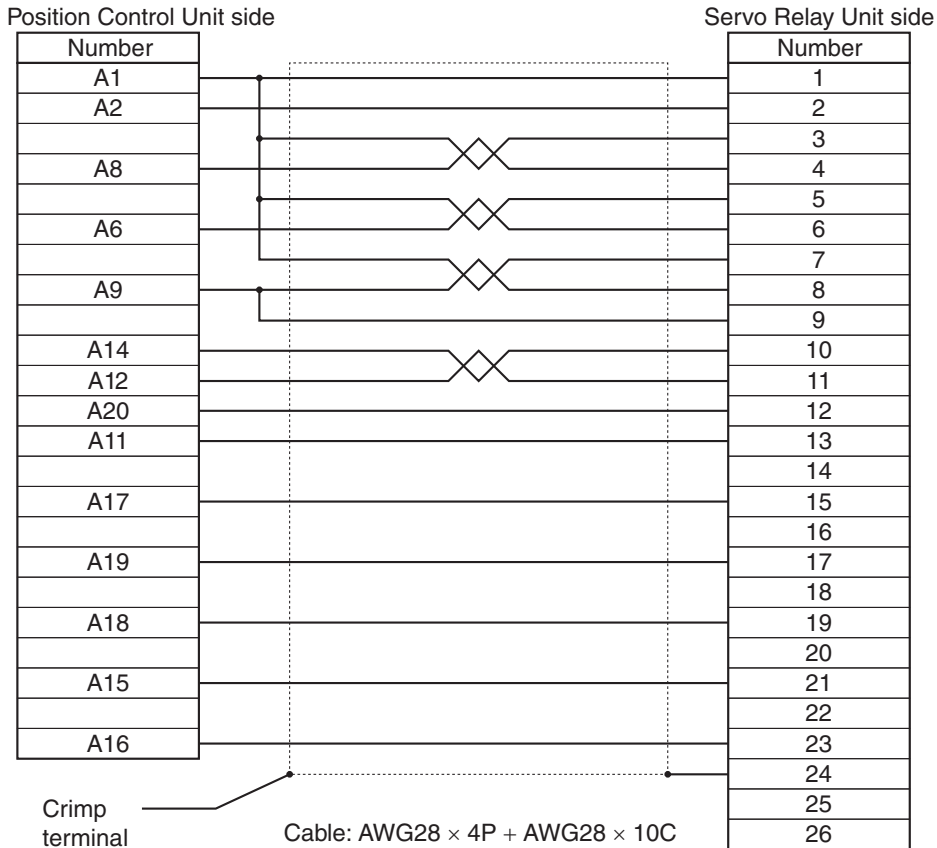 Position Control Unit side Servo Relay Unit side
Number Number
A1 1
A2 2
3
A8 4
5
A6 6
7
A9 8
9
A14 10
A12 11
A20 12
A11 13
14
A17 15
16
A19 17
18
A18 19
20
A15 21
22
A16 23
24
25
Crimp
terminal
Cable: AWG28 × 4P + AWG28 × 10C
26